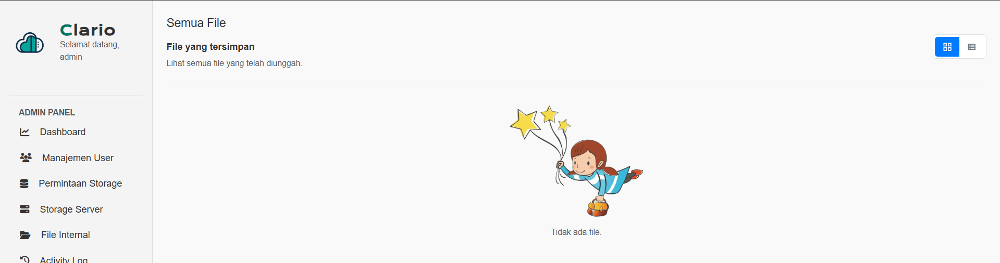 Clario
Selamat datang,
admin
ADMIN PANEL
Dashboard
Manajemen User
Permintaan Storage
Storage Server
File Internal
Activity Log
Semua File
File yang tersimpan
Lihat semua file yang telah diunggah.
Tidak ada file.